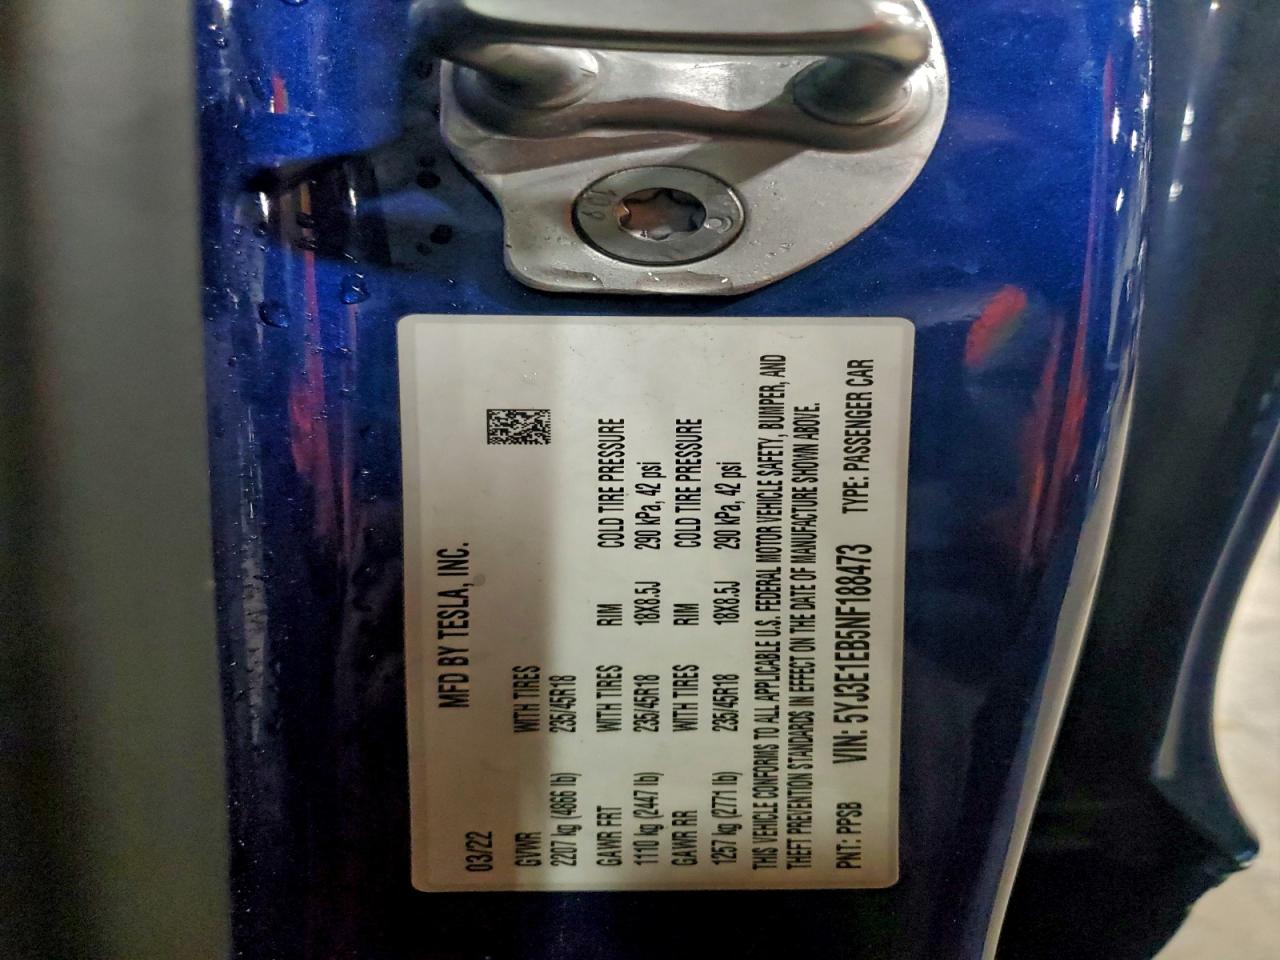 MFD BY TESLA, INC.
03/22
GVWR WITH TIRES
2207 kg (4866 lb) 235/45R18
GAWR FRT WITH TIRES RIM COLD TIRE PRESSURE
1110 kg (2447 lb) 235/45R18 18X8.5J 290 kPa, 42 psi
GAWR RR WITH TIRES RIM COLD TIRE PRESSURE
1257 kg (2771 lb) 235/45R18 18X8.5J 290 kPa, 42 psi
THIS VEHICLE CONFORMS TO ALL APPLICABLE U.S. FEDERAL MOTOR VEHICLE SAFETY, BUMPER, AND
THEFT PREVENTION STANDARDS IN EFFECT ON THE DATE OF MANUFACTURE SHOWN ABOVE.
PNT: PPSB VIN: 5YJ3E1EB5NF188473 TYPE: PASSENGER CAR